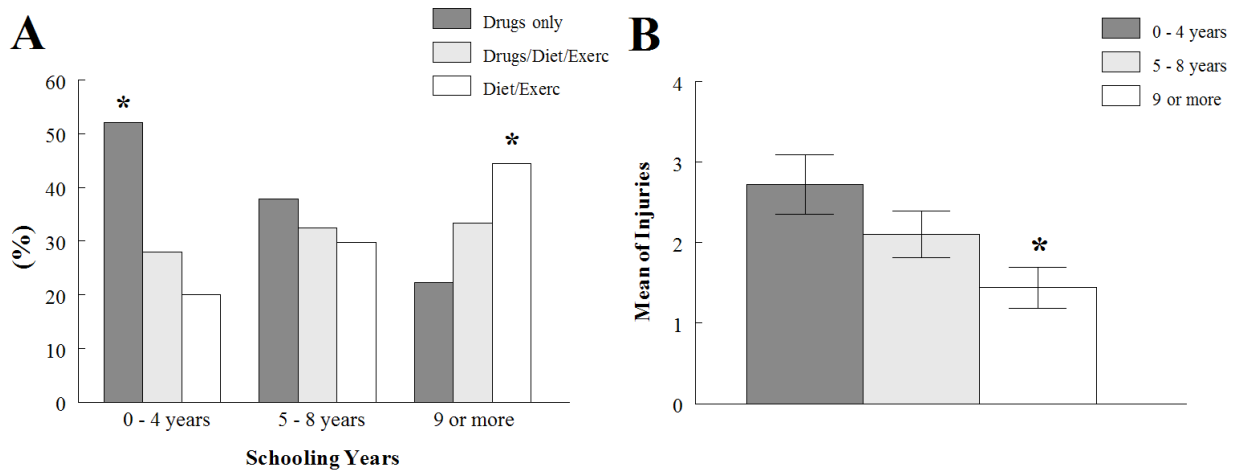 A
Drugs only
Drugs/Diet/Exerc
Diet/Exerc
(%)
60
50
40
30
20
10
0
*
*
0 - 4 years
5 - 8 years
9 or more
Schooling Years
B
0 - 4 years
5 - 8 years
9 or more
Mean of Injuries
4
3
2
1
0
*